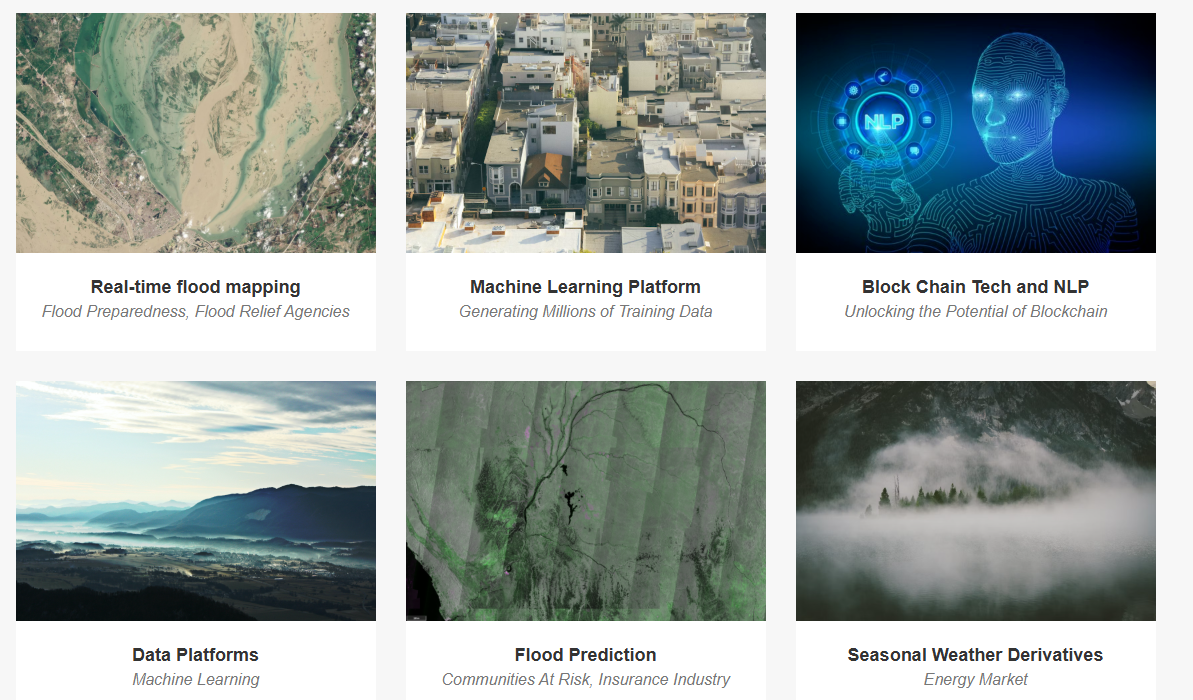 NLP
Real-time flood mapping
Flood Preparedness, Flood Relief Agencies
Machine Learning Platform
Generating Millions of Training Data
Block Chain Tech and NLP
Unlocking the Potential of Blockchain
Data Platforms
Machine Learning
Flood Prediction
Communities At Risk, Insurance Industry
Seasonal Weather Derivatives
Energy Market